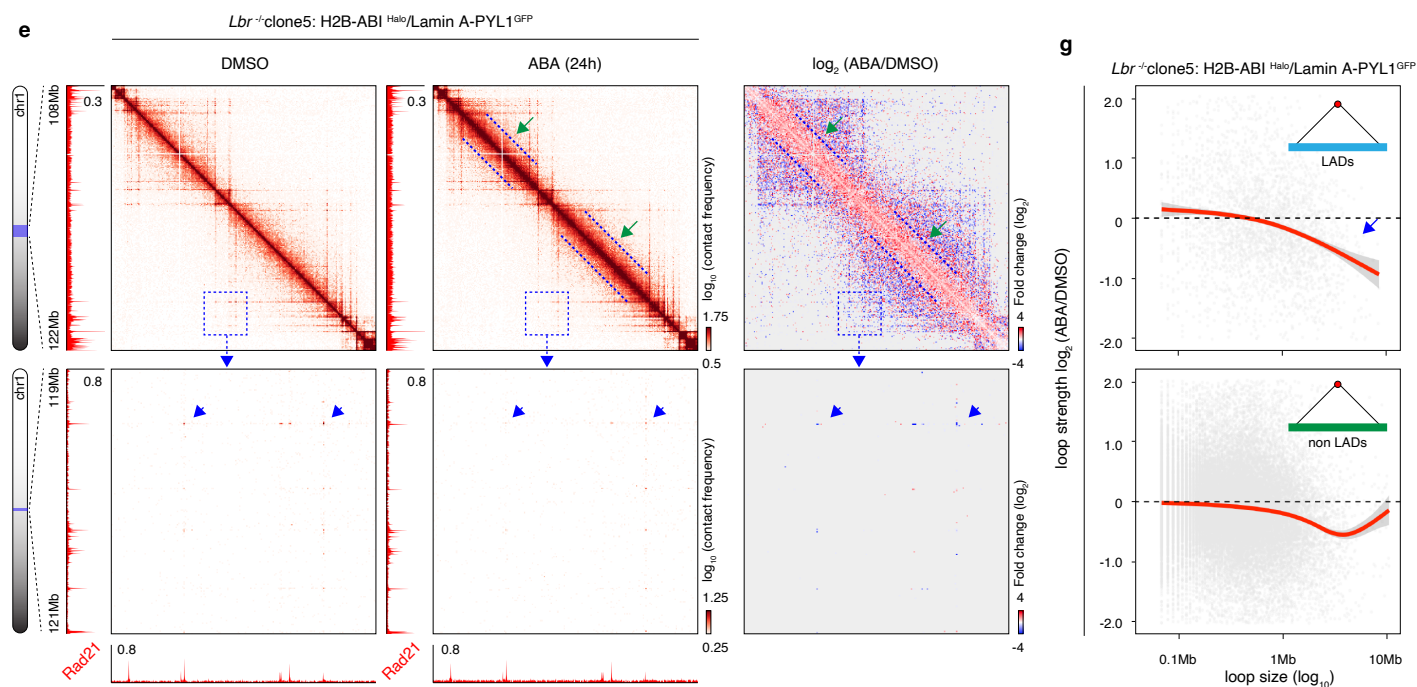 e
Lbr -/-clone5: H2B-ABI Halo/Lamin A-PYL1GFP
DMSO
ABA (24h)
log2 (ABA/DMSO)
chr1
108Mb
122Mb
0.3
0.3
log10 (contact frequency)
1.75
0.5
Fold change (log2)
4
-4
chr1
119Mb
121Mb
0.8
0.8
log10 (contact frequency)
1.25
0.25
Fold change (log2)
4
-4
Rad21
0.8
0.8
g
Lbr -/-clone5: H2B-ABI Halo/Lamin A-PYL1GFP
loop strength log2 (ABA/DMSO)
2.0
1.0
0
-1.0
-2.0
LADs
2.0
1.0
0
-1.0
-2.0
non LADs
0.1Mb
1Mb
10Mb
loop size (log10)